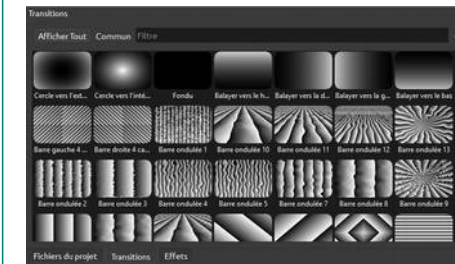 Transitions
Afficher Tout Commun Filtre
Cercle vers l'ext... Cercle vers l'inté... Fondu Balayer vers le h... Balayer vers la d... Balayer vers la g... Balayer vers le bas
Barre gauche 4 ... Barre droite 4 ca... Barre ondulée 1 Barre ondulée 10 Barre ondulée 11 Barre ondulée 12 Barre ondulée 13
Barre ondulée 2 Barre ondulée 3 Barre ondulée 4 Barre ondulée 5 Barre ondulée 7 Barre ondulée 8 Barre ondulée 9
Fichiers du projet Transitions Effets